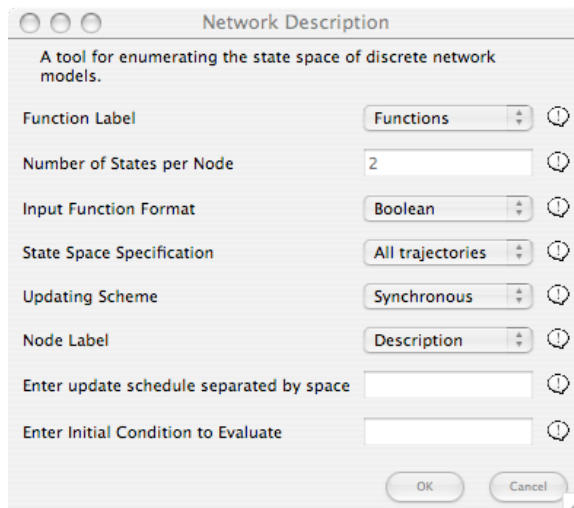 Network Description
A tool for enumerating the state space of discrete network
models.
Function Label Functions
Number of States per Node 2
Input Function Format Boolean
State Space Specification All trajectories
Updating Scheme Synchronous
Node Label Description
Enter update schedule separated by space
Enter Initial Condition to Evaluate
OK Cancel